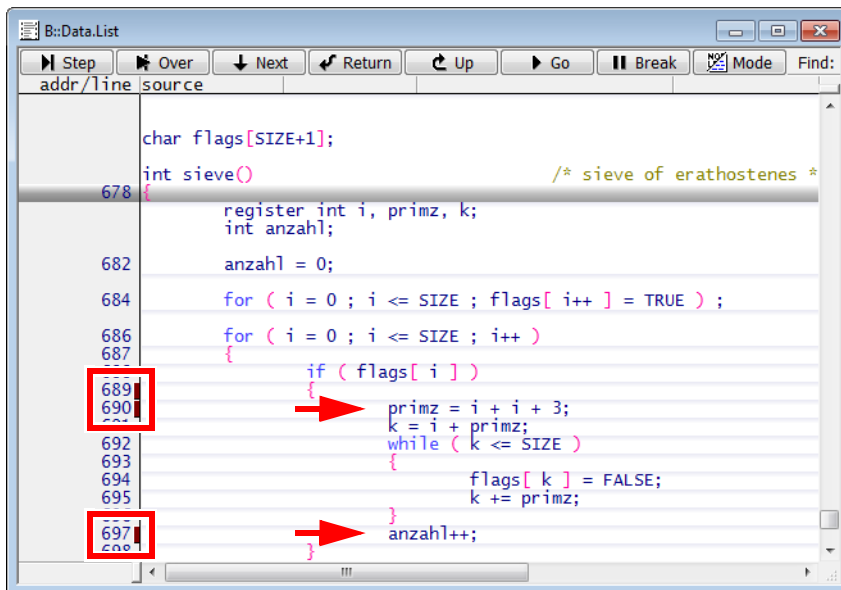 B::Data.List
Step Over Next Return Up Go Break Mode Find:
addr/line source
char flags[SIZE+1];
int sieve() /* sieve of erathostenes *
678 {
register int i, primz, k;
int anzahl;
682 anzahl = 0;
684 for ( i = 0 ; i <= SIZE ; flags[ i++ ] = TRUE ) ;
686 for ( i = 0 ; i <= SIZE ; i++ )
687 {
if ( flags[ i ] )
689 {
690 primz = i + i + 3;
k = i + primz;
692 while ( k <= SIZE )
693 {
694 flags[ k ] = FALSE;
695 k += primz;
}
697 anzahl++;
698 }